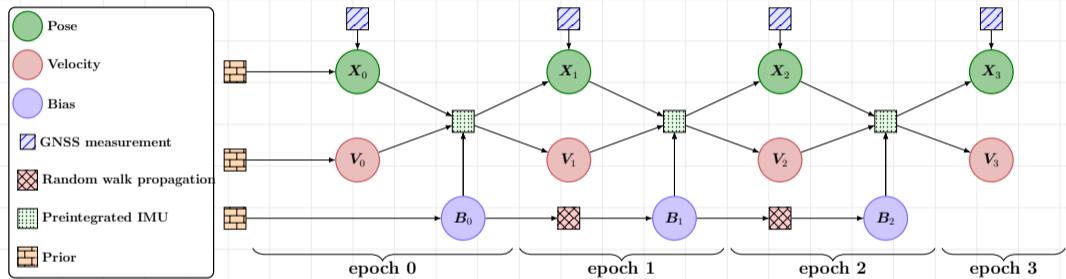 Pose
Velocity
Bias
GNSS measurement
Random walk propagation
Preintegrated IMU
Prior
X₀ X₁ X₂ X₃
V₀ V₁ V₂ V₃
B₀ B₁ B₂
epoch 0 epoch 1 epoch 2 epoch 3